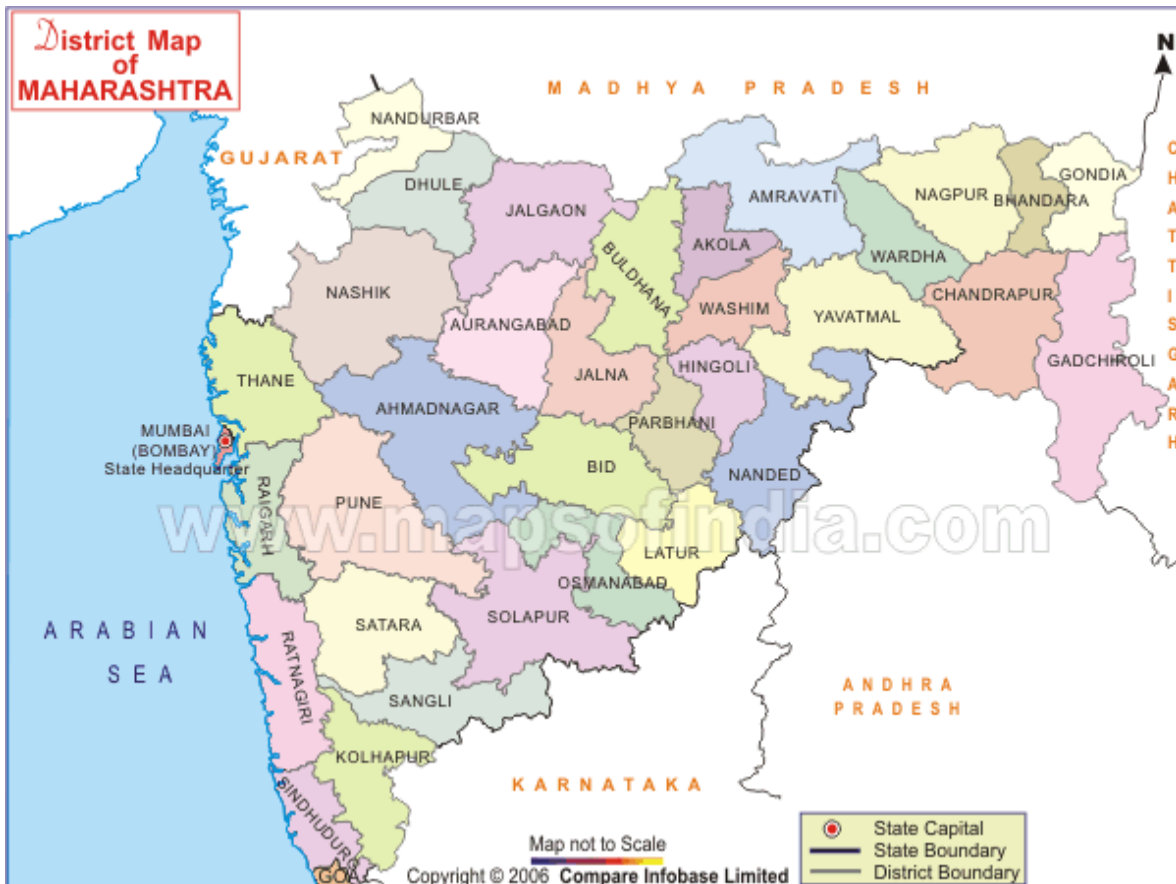 District Map
of
MAHARASHTRA
N
MADHYA PRADESH
GUJARAT
CHATTISGARH
NANDURBAR
DHULE
JALGAON
BULDHANA
AKOLA
AMRAVATI
WARDHA
NAGPUR
BHANDARA
GONDIA
NASHIK
AURANGABAD
JALNA
WASHIM
YAVATMAL
CHANDRAPUR
GADCHIROLI
HINGOLI
THANE
AHMADNAGAR
PARBHANI
MUMBAI
(BOMBAY)
State Headquarter
BID
NANDED
RAIGARH
PUNE
www.mapsofindia.com
LATUR
OSMANABAD
SOLAPUR
SATARA
ARABIAN
SEA
RATNAGIRI
SANGLI
KOLHAPUR
SINDHUDURG
GOA
ANDHRA
PRADESH
KARNATAKA
Map not to Scale
Copyright © 2006 Compare Infobase Limited
State Capital
State Boundary
District Boundary